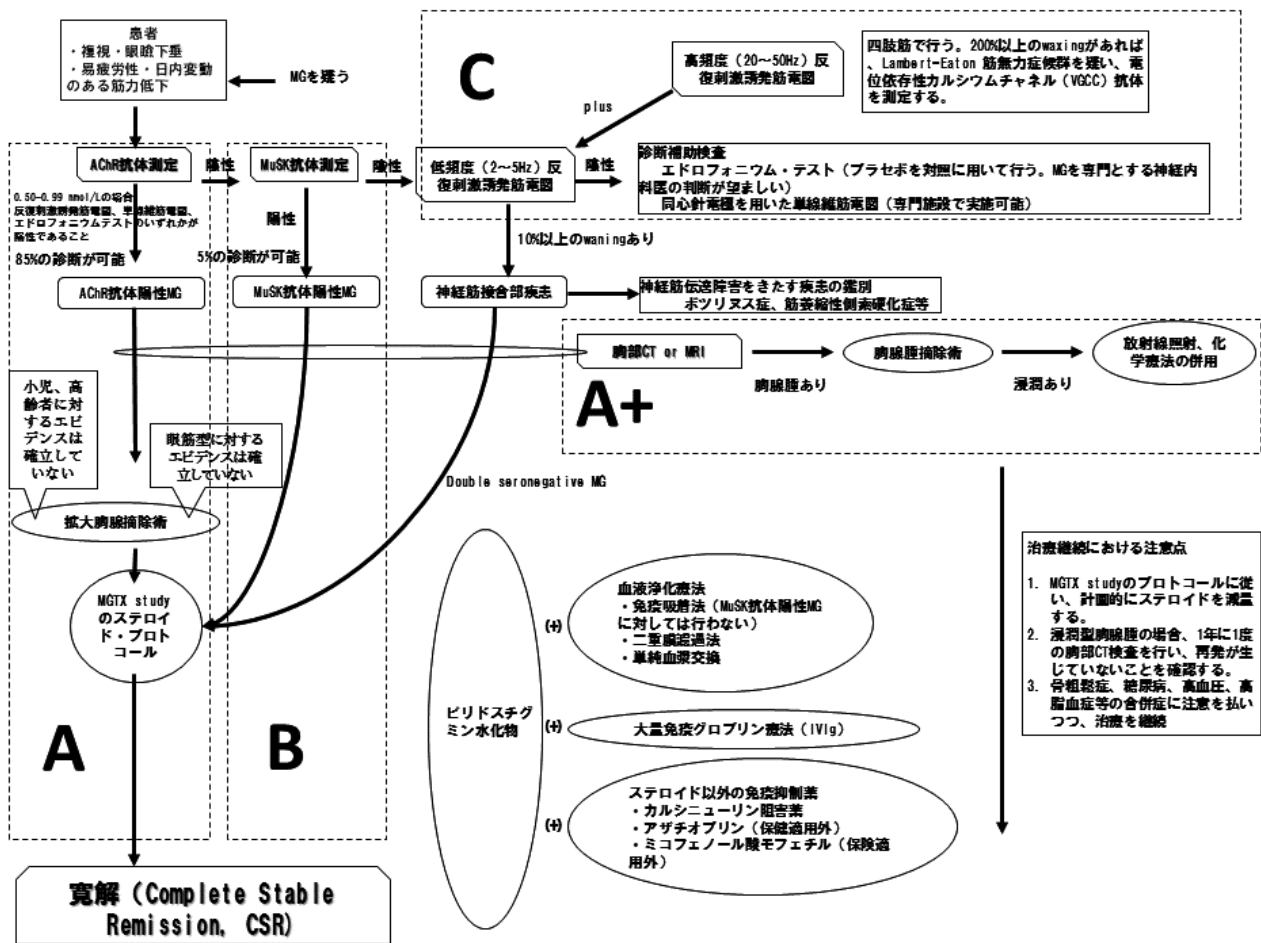 患者
・複視・眼瞼下垂
・易疲労性・日内変動
のある筋力低下
MGを疑う
C
高頻度（20～50Hz）反
復刺激誘発筋電図
四肢筋で行う。200%以上のwaxingがあれば
、Lambert-Eaton 筋無力症候群を疑い、電
位依存性カルシウムチャネル（VGCC）抗体
を測定する。
plus
AChR抗体測定
陰性
MuSK抗体測定
陰性
低頻度（2～5Hz）反
復刺激誘発筋電図
陰性
診断補助検査
エドロフォニウム・テスト（プラセボを対照に用いて行う。MGを専門とする神経内
科医の判断が望ましい）
同心針電極を用いた単線維筋電図（専門施設で実施可能）
0.50-0.99 nmol/Lの場合
反復刺激誘発筋電図、単線維筋電図、
エドロフォニウムテストのいずれかが
陽性であること
陽性
85%の診断が可能
5%の診断が可能
10%以上のwaningあり
AChR抗体陽性MG
MuSK抗体陽性MG
神経筋接合部疾患
神経筋伝達障害をきたす疾患の鑑別
ボツリヌス症、筋萎縮性側索硬化症等
胸部CT or MRI
胸腺腫あり
胸腺腫摘除術
浸潤あり
放射線照射、化
学療法の併用
A+
小児、高
齢者に対
するエビ
デンスは
確立して
いない
眼筋型に対する
エビデンスは確
立していない
Double seronegative MG
拡大胸腺摘除術
MGTX study
のステロイ
ド・プロト
コール
A
B
ピリドスチグ
ミン水化物
(+)
血液浄化療法
・免疫吸着法（MuSK抗体陽性MG
に対しては行わない）
・二重膜濾過法
・単純血漿交換
(+)
大量免疫グロブリン療法（IVIg）
(+)
ステロイド以外の免疫抑制薬
・カルシニューリン阻害薬
・アザチオプリン（保健適用外）
・ミコフェノール酸モフェチル（保険適
用外）
治療継続における注意点
1. MGTX studyのプロトコールに従
い、計画的にステロイドを減量
する。
2. 浸潤型胸腺腫の場合、1年に1度
の胸部CT検査を行い、再発が生
じていないことを確認する。
3. 骨粗鬆症、糖尿病、高血圧、高
脂血症等の合併症に注意を払い
つつ、治療を継続
寛解（Complete Stable
Remission, CSR）